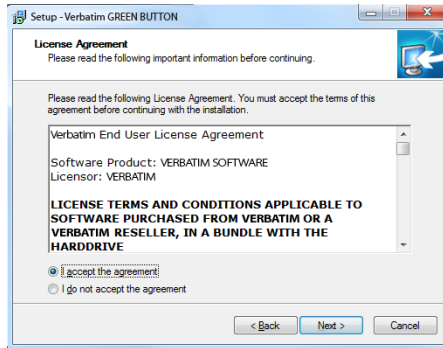 Setup - Verbatim GREEN BUTTON
License Agreement
Please read the following important information before continuing.
Please read the following License Agreement. You must accept the terms of this
agreement before continuing with the installation.
Verbatim End User License Agreement
Software Product: VERBATIM SOFTWARE
Licensor: VERBATIM
LICENSE TERMS AND CONDITIONS APPLICABLE TO
SOFTWARE PURCHASED FROM VERBATIM OR A
VERBATIM RESELLER, IN A BUNDLE WITH THE
HARDDRIVE
I accept the agreement
I do not accept the agreement
< Back Next > Cancel